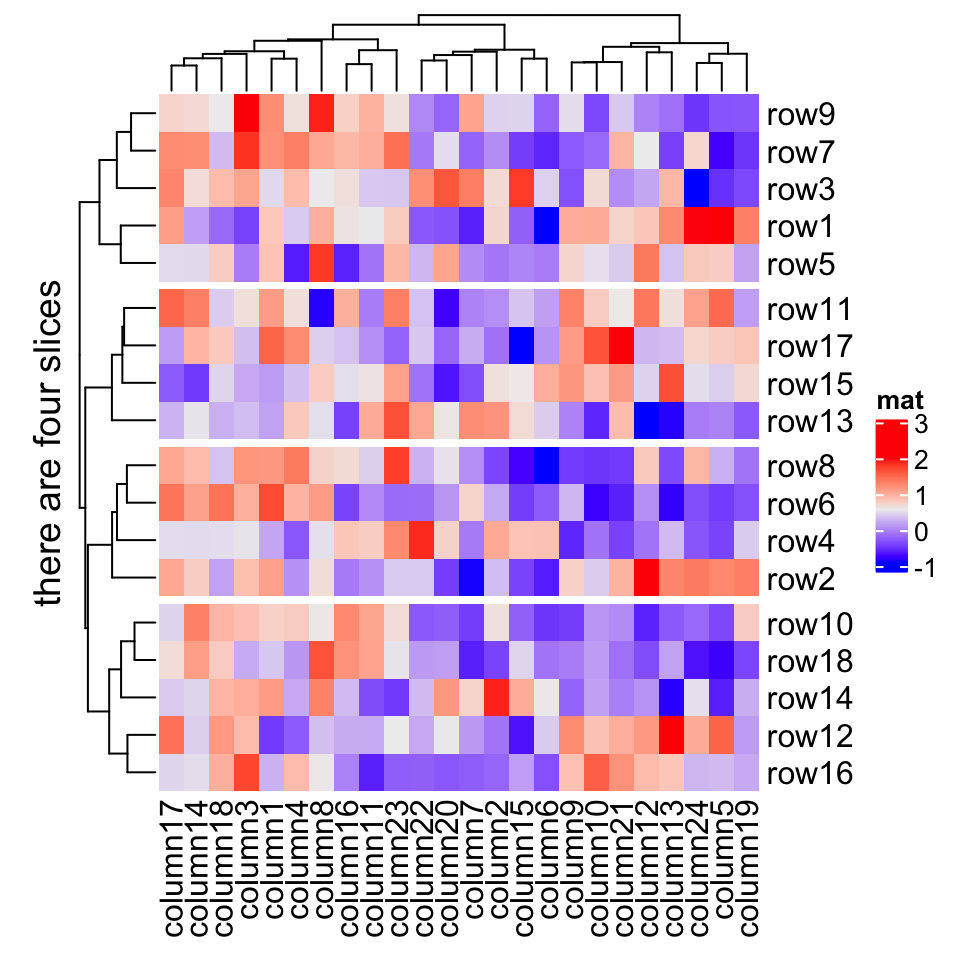 there are four slices
row9
row7
row3
row1
row5
row11
row17
row15
row13
row8
row6
row4
row2
row10
row18
row14
row12
row16
column17
column14
column18
column3
column1
column4
column8
column16
column11
column23
column22
column20
column7
column2
column15
column6
column9
column10
column21
column12
column13
column24
column5
column19
mat
3
2
1
0
-1